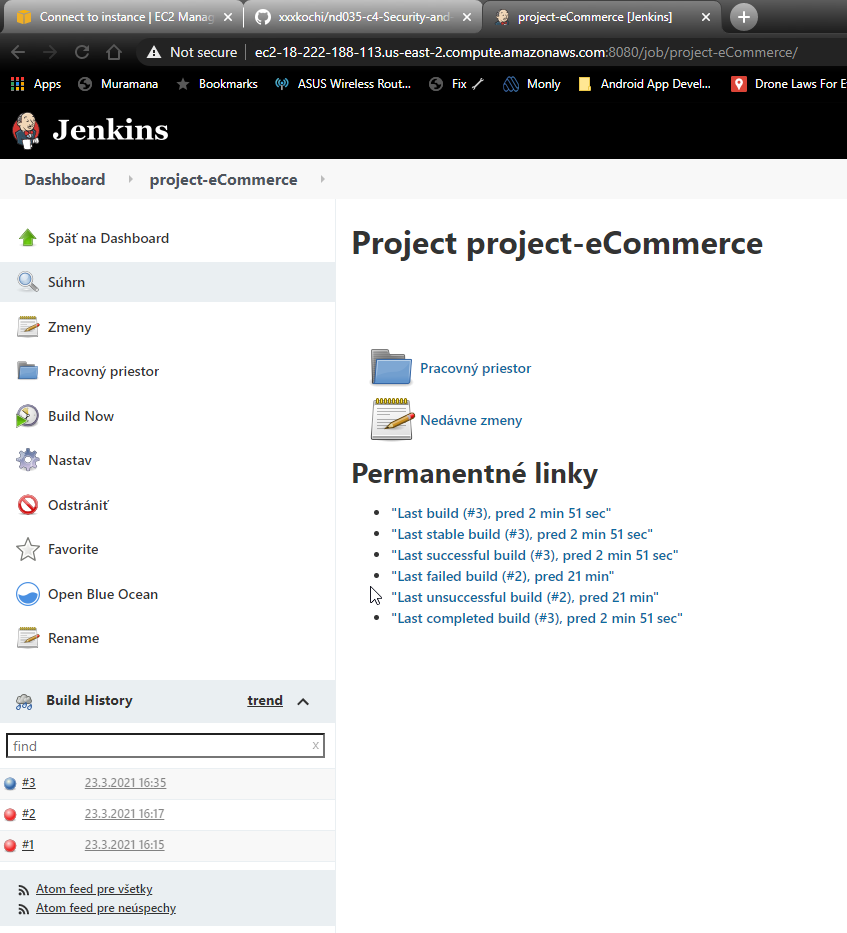 Connect to instance | EC2 Manag
xxxkochi/nd035-c4-Security-and-
project-eCommerce [Jenkins]
Not secure
ec2-18-222-188-113.us-east-2.compute.amazonaws.com:8080/job/project-eCommerce/
Apps
Muramana
Bookmarks
ASUS Wireless Rout...
Fix
Monly
Android App Devel...
Drone Laws For E
Jenkins
Dashboard
project-eCommerce
Späť na Dashboard
Súhrn
Zmeny
Pracovný priestor
Build Now
Nastav
Odstrániť
Favorite
Open Blue Ocean
Rename
Build History
trend
find
x
#3 23.3.2021 16:35
#2 23.3.2021 16:17
#1 23.3.2021 16:15
Atom feed pre všetky
Atom feed pre neúspechy
Project project-eCommerce
Pracovný priestor
Nedávne zmeny
Permanentné linky
"Last build (#3), pred 2 min 51 sec"
"Last stable build (#3), pred 2 min 51 sec"
"Last successful build (#3), pred 2 min 51 sec"
"Last failed build (#2), pred 21 min"
"Last unsuccessful build (#2), pred 21 min"
"Last completed build (#3), pred 2 min 51 sec"